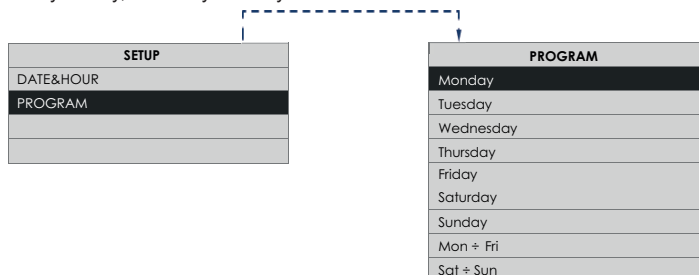 SETUP
DATE&HOUR
PROGRAM
PROGRAM
Monday
Tuesday
Wednesday
Thursday
Friday
Saturday
Sunday
Mon ÷ Fri
Sat ÷ Sun